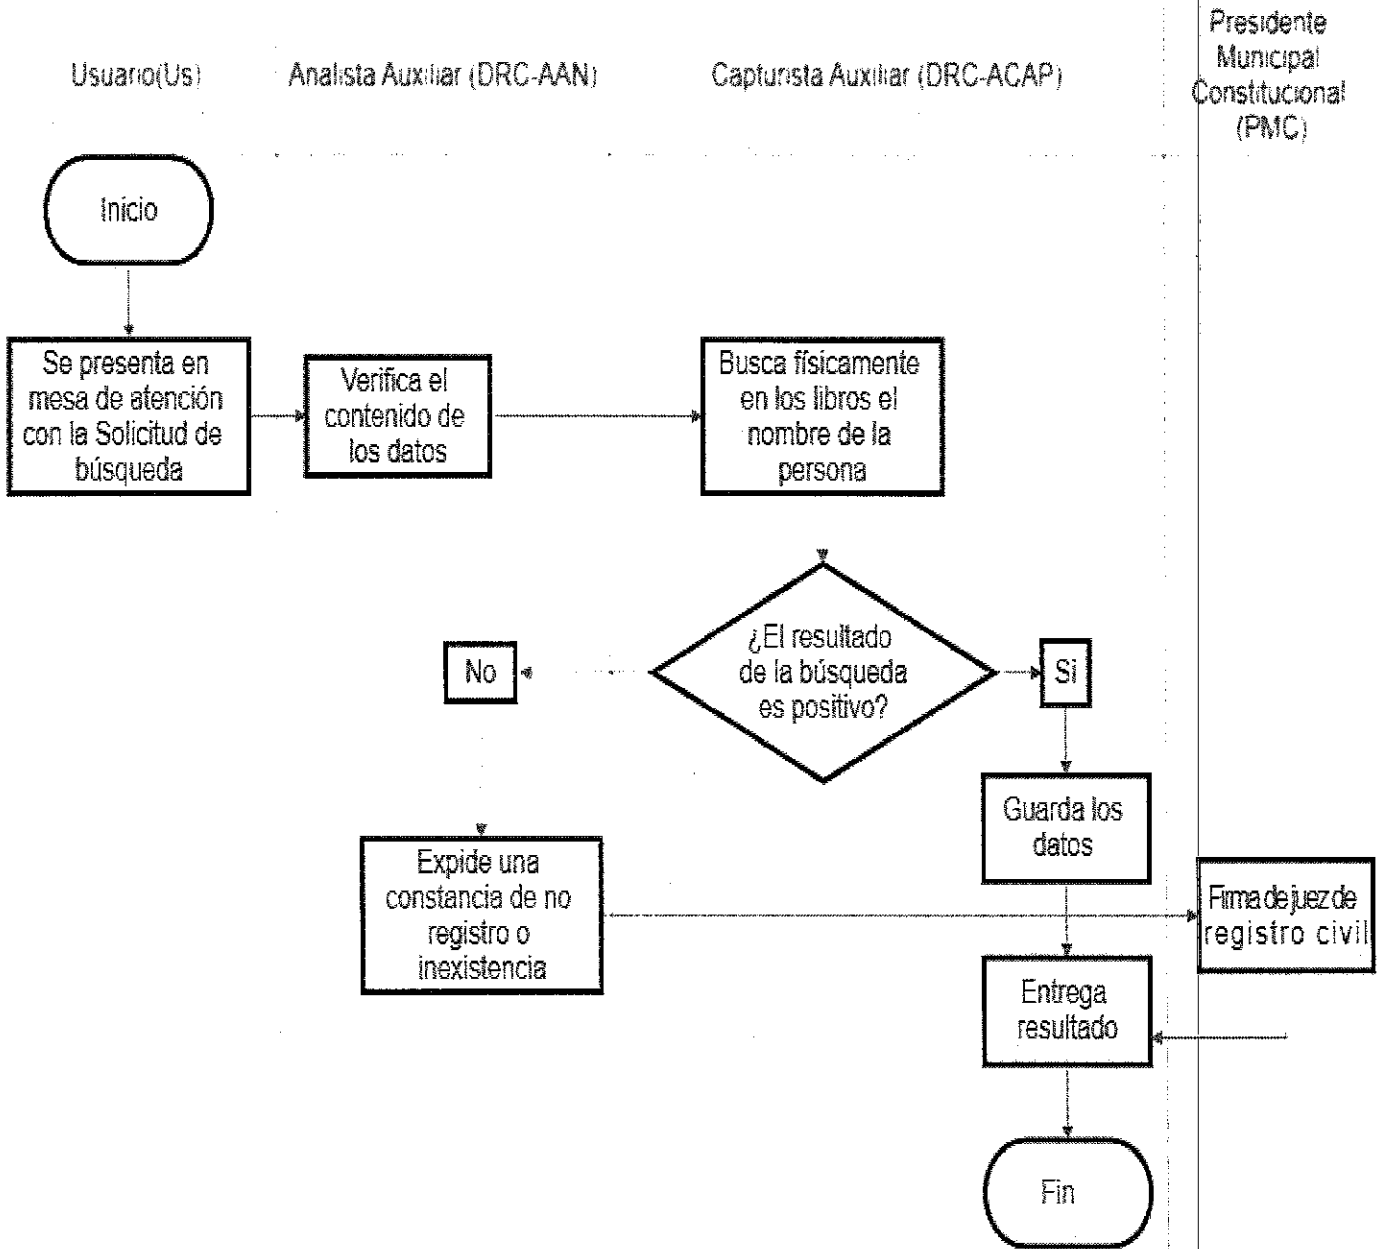 Usuario(Us)
Analista Auxiliar (DRC-AAN)
Capturista Auxiliar (DRC-ACAP)
Presidente
Municipal
Constitucional
(PMC)
Inicio
Se presenta en
mesa de atención
con la Solicitud de
búsqueda
Verifica el
contenido de
los datos
Busca físicamente
en los libros el
nombre de la
persona
¿El resultado
de la búsqueda
es positivo?
No
Si
Guarda los
datos
Expide una
constancia de no
registro o
inexistencia
Firma de juez de
registro civil
Entrega
resultado
Fin